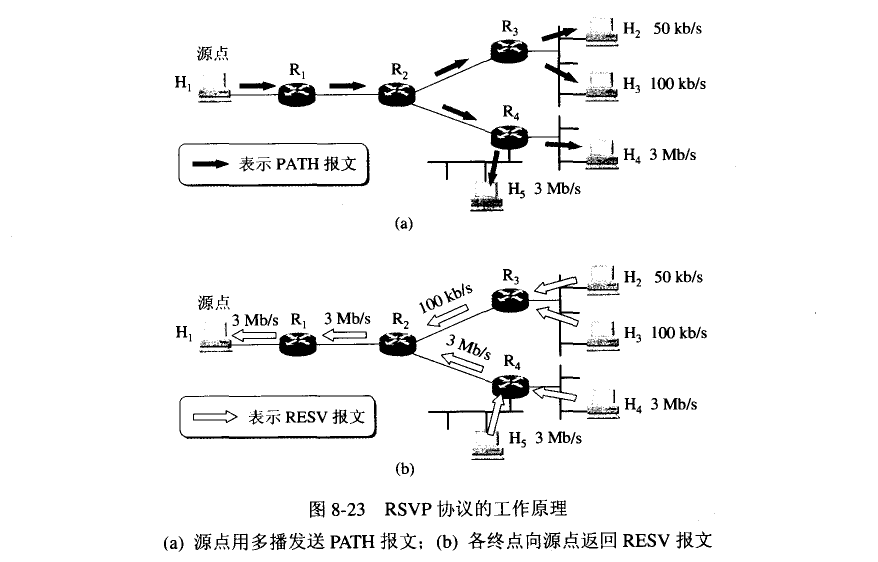 R₃
H₂ 50 kb/s
源点
H₁
R₁
R₂
H₃ 100 kb/s
R₄
H₄ 3 Mb/s
表示 PATH 报文
H₅ 3 Mb/s
(a)
R₃
H₂ 50 kb/s
源点
100 kb/s
H₁
3 Mb/s
R₁
3 Mb/s
R₂
H₃ 100 kb/s
3 Mb/s
R₄
H₄ 3 Mb/s
表示 RESV 报文
H₅ 3 Mb/s
(b)
图 8-23 RSVP 协议的工作原理
(a) 源点用多播发送 PATH 报文；(b) 各终点向源点返回 RESV 报文